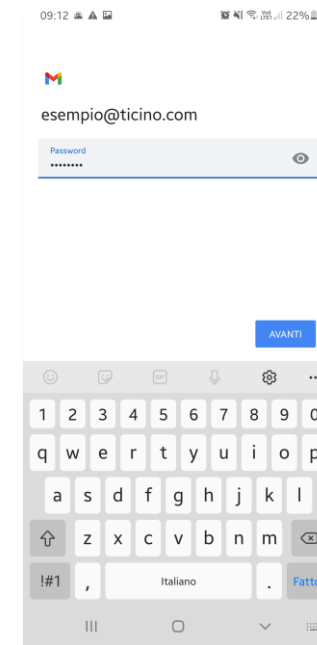 09:12 22%
esempio@ticino.com
Password
••••••••
AVANTI
GIF
1 2 3 4 5 6 7 8 9 0
q w e r t y u i o p
a s d f g h j k l
z x c v b n m
!#1 , Italiano . Fatto